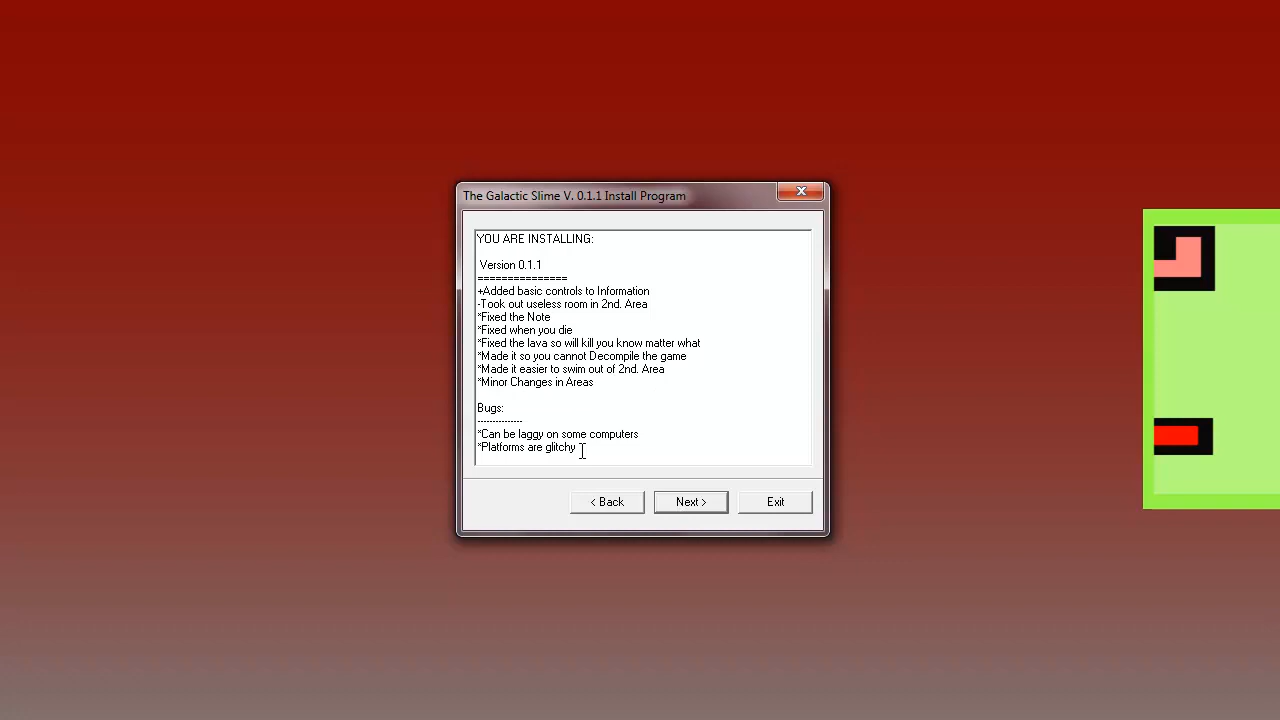 The Galactic Slime V. 0.1.1 Install Program
YOU ARE INSTALLING:
Version 0.1.1
===============
+Added basic controls to Information
-Took out useless room in 2nd. Area
*Fixed the Note
*Fixed when you die
*Fixed the lava so will kill you know matter what
*Made it so you cannot Decompile the game
*Made it easier to swim out of 2nd. Area
*Minor Changes in Areas
Bugs:
---------------
*Can be laggy on some computers
*Platforms are glitchy
< Back
Next >
Exit